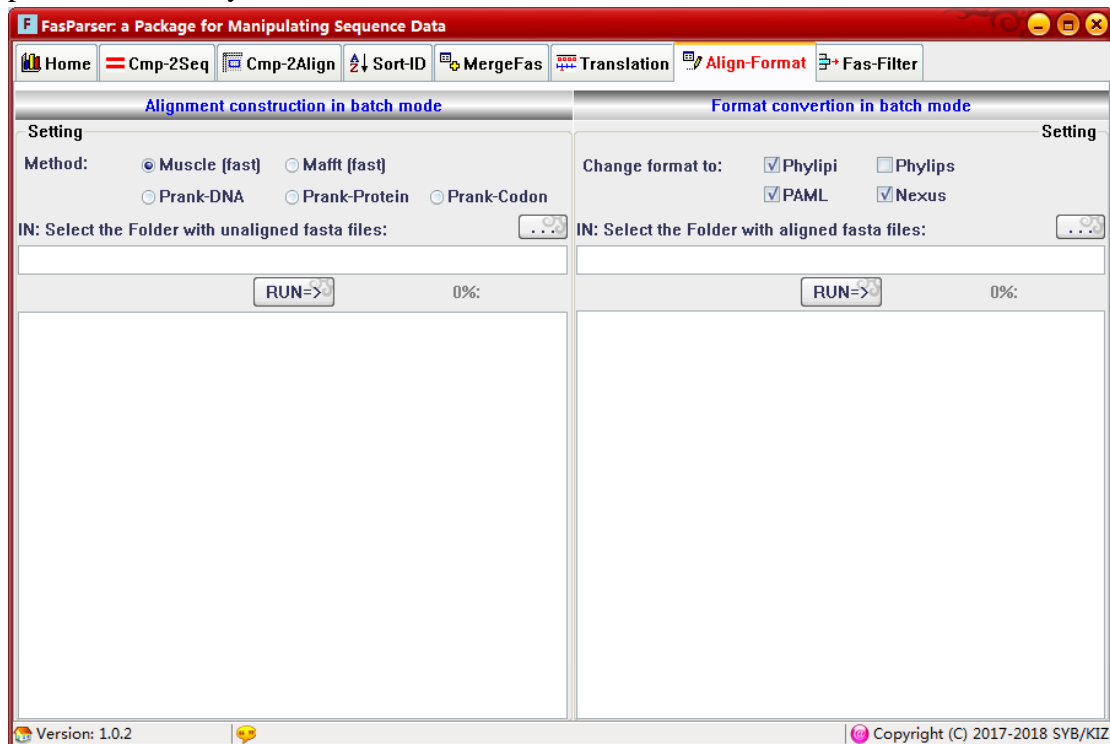 FasParser: a Package for Manipulating Sequence Data
Home Cmp-2Seq Cmp-2Align Sort-ID MergeFas Translation Align-Format Fas-Filter
Alignment construction in batch mode
Setting
Method: Muscle (fast) Mafft (fast)
Prank-DNA Prank-Protein Prank-Codon
IN: Select the Folder with unaligned fasta files: ...
RUN=> 0%:
Format convertion in batch mode
Setting
Change format to: Phylipi Phylips
PAML Nexus
IN: Select the Folder with aligned fasta files: ...
RUN=> 0%:
Version: 1.0.2
Copyright (C) 2017-2018 SYB/KIZ